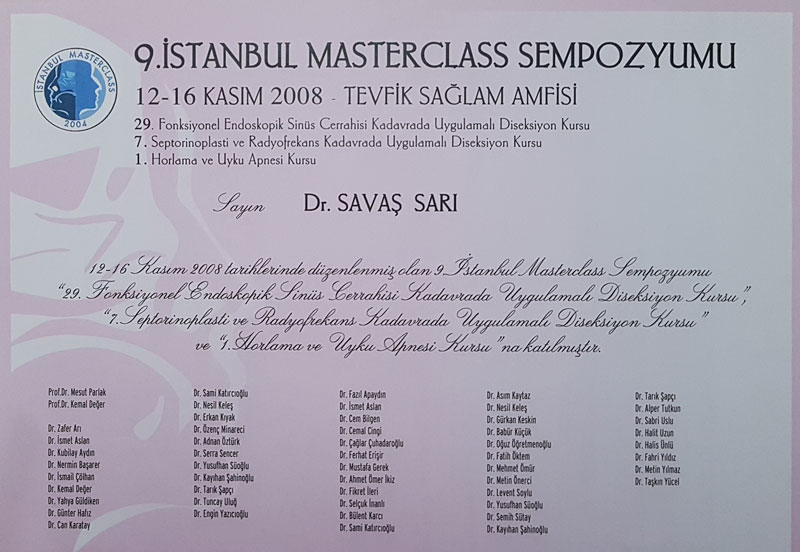 İSTANBUL MASTERCLASS
2004
9.İSTANBUL MASTERCLASS SEMPOZYUMU
12-16 KASIM 2008 - TEVFİK SAĞLAM AMFİSİ
29. Fonksiyonel Endoskopik Sinüs Cerrahisi Kadavrada Uygulamalı Diseksiyon Kursu
7. Septorinoplasti ve Radyofrekans Kadavrada Uygulamalı Diseksiyon Kursu
1. Horlama ve Uyku Apnesi Kursu
Sayın Dr. SAVAŞ SARI
12-16 Kasım 2008 tarihlerinde düzenlenmiş olan 9. İstanbul Masterclass Sempozyumu
"29. Fonksiyonel Endoskopik Sinüs Cerrahisi Kadavrada Uygulamalı Diseksiyon Kursu",
"7.Septorinoplasti ve Radyofrekans Kadavrada Uygulamalı Diseksiyon Kursu"
ve "1.Horlama ve Uyku Apnesi Kursu"na katılmıştır.
Prof.Dr. Mesut Parlak
Prof.Dr. Kemal Değer
Dr. Zafer Arı
Dr. İsmet Aslan
Dr. Kubilay Aydın
Dr. Nermin Başarer
Dr. İsmail Çölhan
Dr. Kemal Değer
Dr. Yahya Güldiken
Dr. Günter Hafız
Dr. Can Karatay
Dr. Sami Katırcıoğlu
Dr. Nesil Keleş
Dr. Erkan Kıyak
Dr. Özenç Minareci
Dr. Adnan Öztürk
Dr. Serra Sencer
Dr. Yusufhan Süoğlu
Dr. Kayıhan Şahinoğlu
Dr. Tarık Şapçı
Dr. Tuncay Uluğ
Dr. Engin Yazıcıoğlu
Dr. Fazıl Apaydın
Dr. İsmet Aslan
Dr. Cem Bilgen
Dr. Cemal Cingi
Dr. Çağlar Çuhadaroğlu
Dr. Ferhat Erişir
Dr. Mustafa Gerek
Dr. Ahmet Ömer İkiz
Dr. Fikret İleri
Dr. Selçuk İnanlı
Dr. Bülent Karcı
Dr. Sami Katırcıoğlu
Dr. Asım Kaytaz
Dr. Nesil Keleş
Dr. Gürkan Keskin
Dr. Babür Küçük
Dr. Oğuz Öğretmenoğlu
Dr. Fatih Öktem
Dr. Mehmet Ömür
Dr. Metin Önerci
Dr. Levent Soylu
Dr. Yusufhan Süoğlu
Dr. Semih Sütay
Dr. Kayıhan Şahinoğlu
Dr. Tarık Şapçı
Dr. Alper Tutkun
Dr. Sabri Uslu
Dr. Halit Uzun
Dr. Halis Ünlü
Dr. Fahri Yıldız
Dr. Metin Yılmaz
Dr. Taşkın Yücel